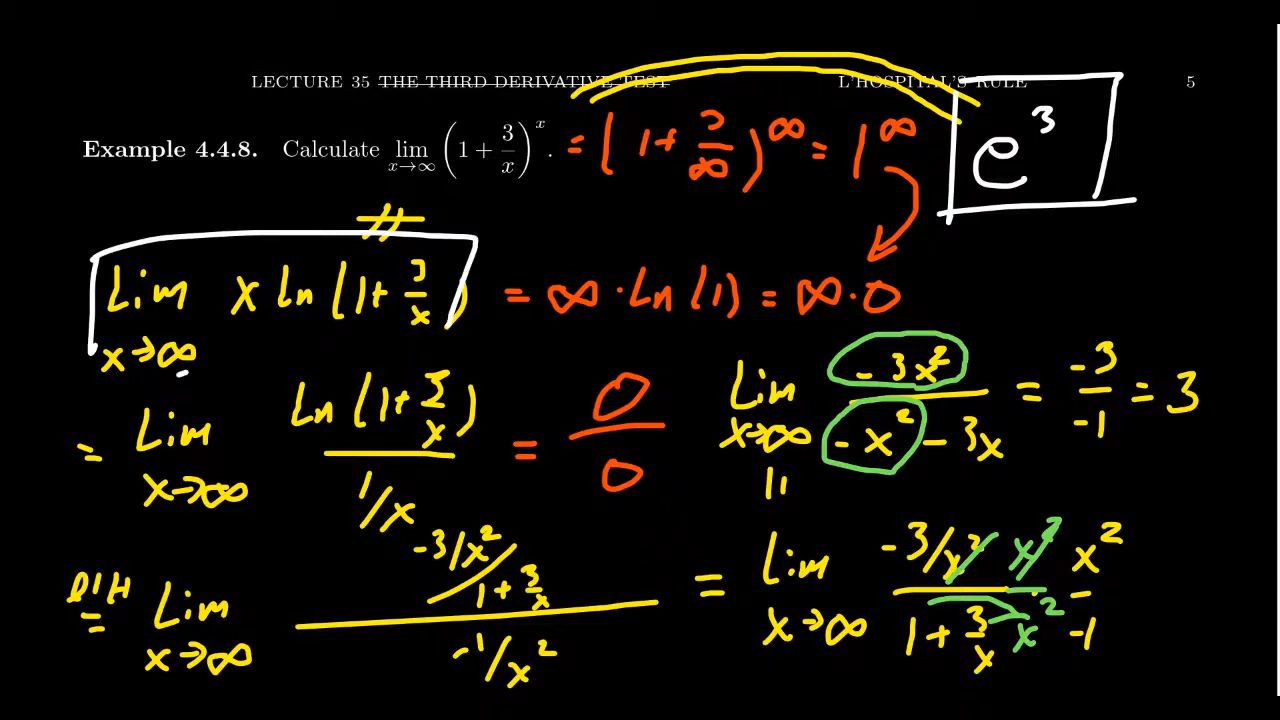 LECTURE 35 THE THIRD DERIVATIVE TEST L'HOSPITAL'S RULE 5
Example 4.4.8. Calculate lim x→∞ (1 + 3/x)^x. = (1 + 3/∞)^∞ = 1^∞ e^3
Lim x→∞ x Ln (1 + 3/x) = ∞ · Ln (1) = ∞ · 0
= Lim x→∞ Ln (1 + 3/x) / (1/x) = 0/0
Lim x→∞ -3x² / (-x² - 3x) = -3/-1 = 3
||
l'H = Lim x→∞ ((-3/x²) / (1 + 3/x)) / (-1/x²) = Lim x→∞ (-3/x²) / (1 + 3/x) · x²/x² · x²/-1